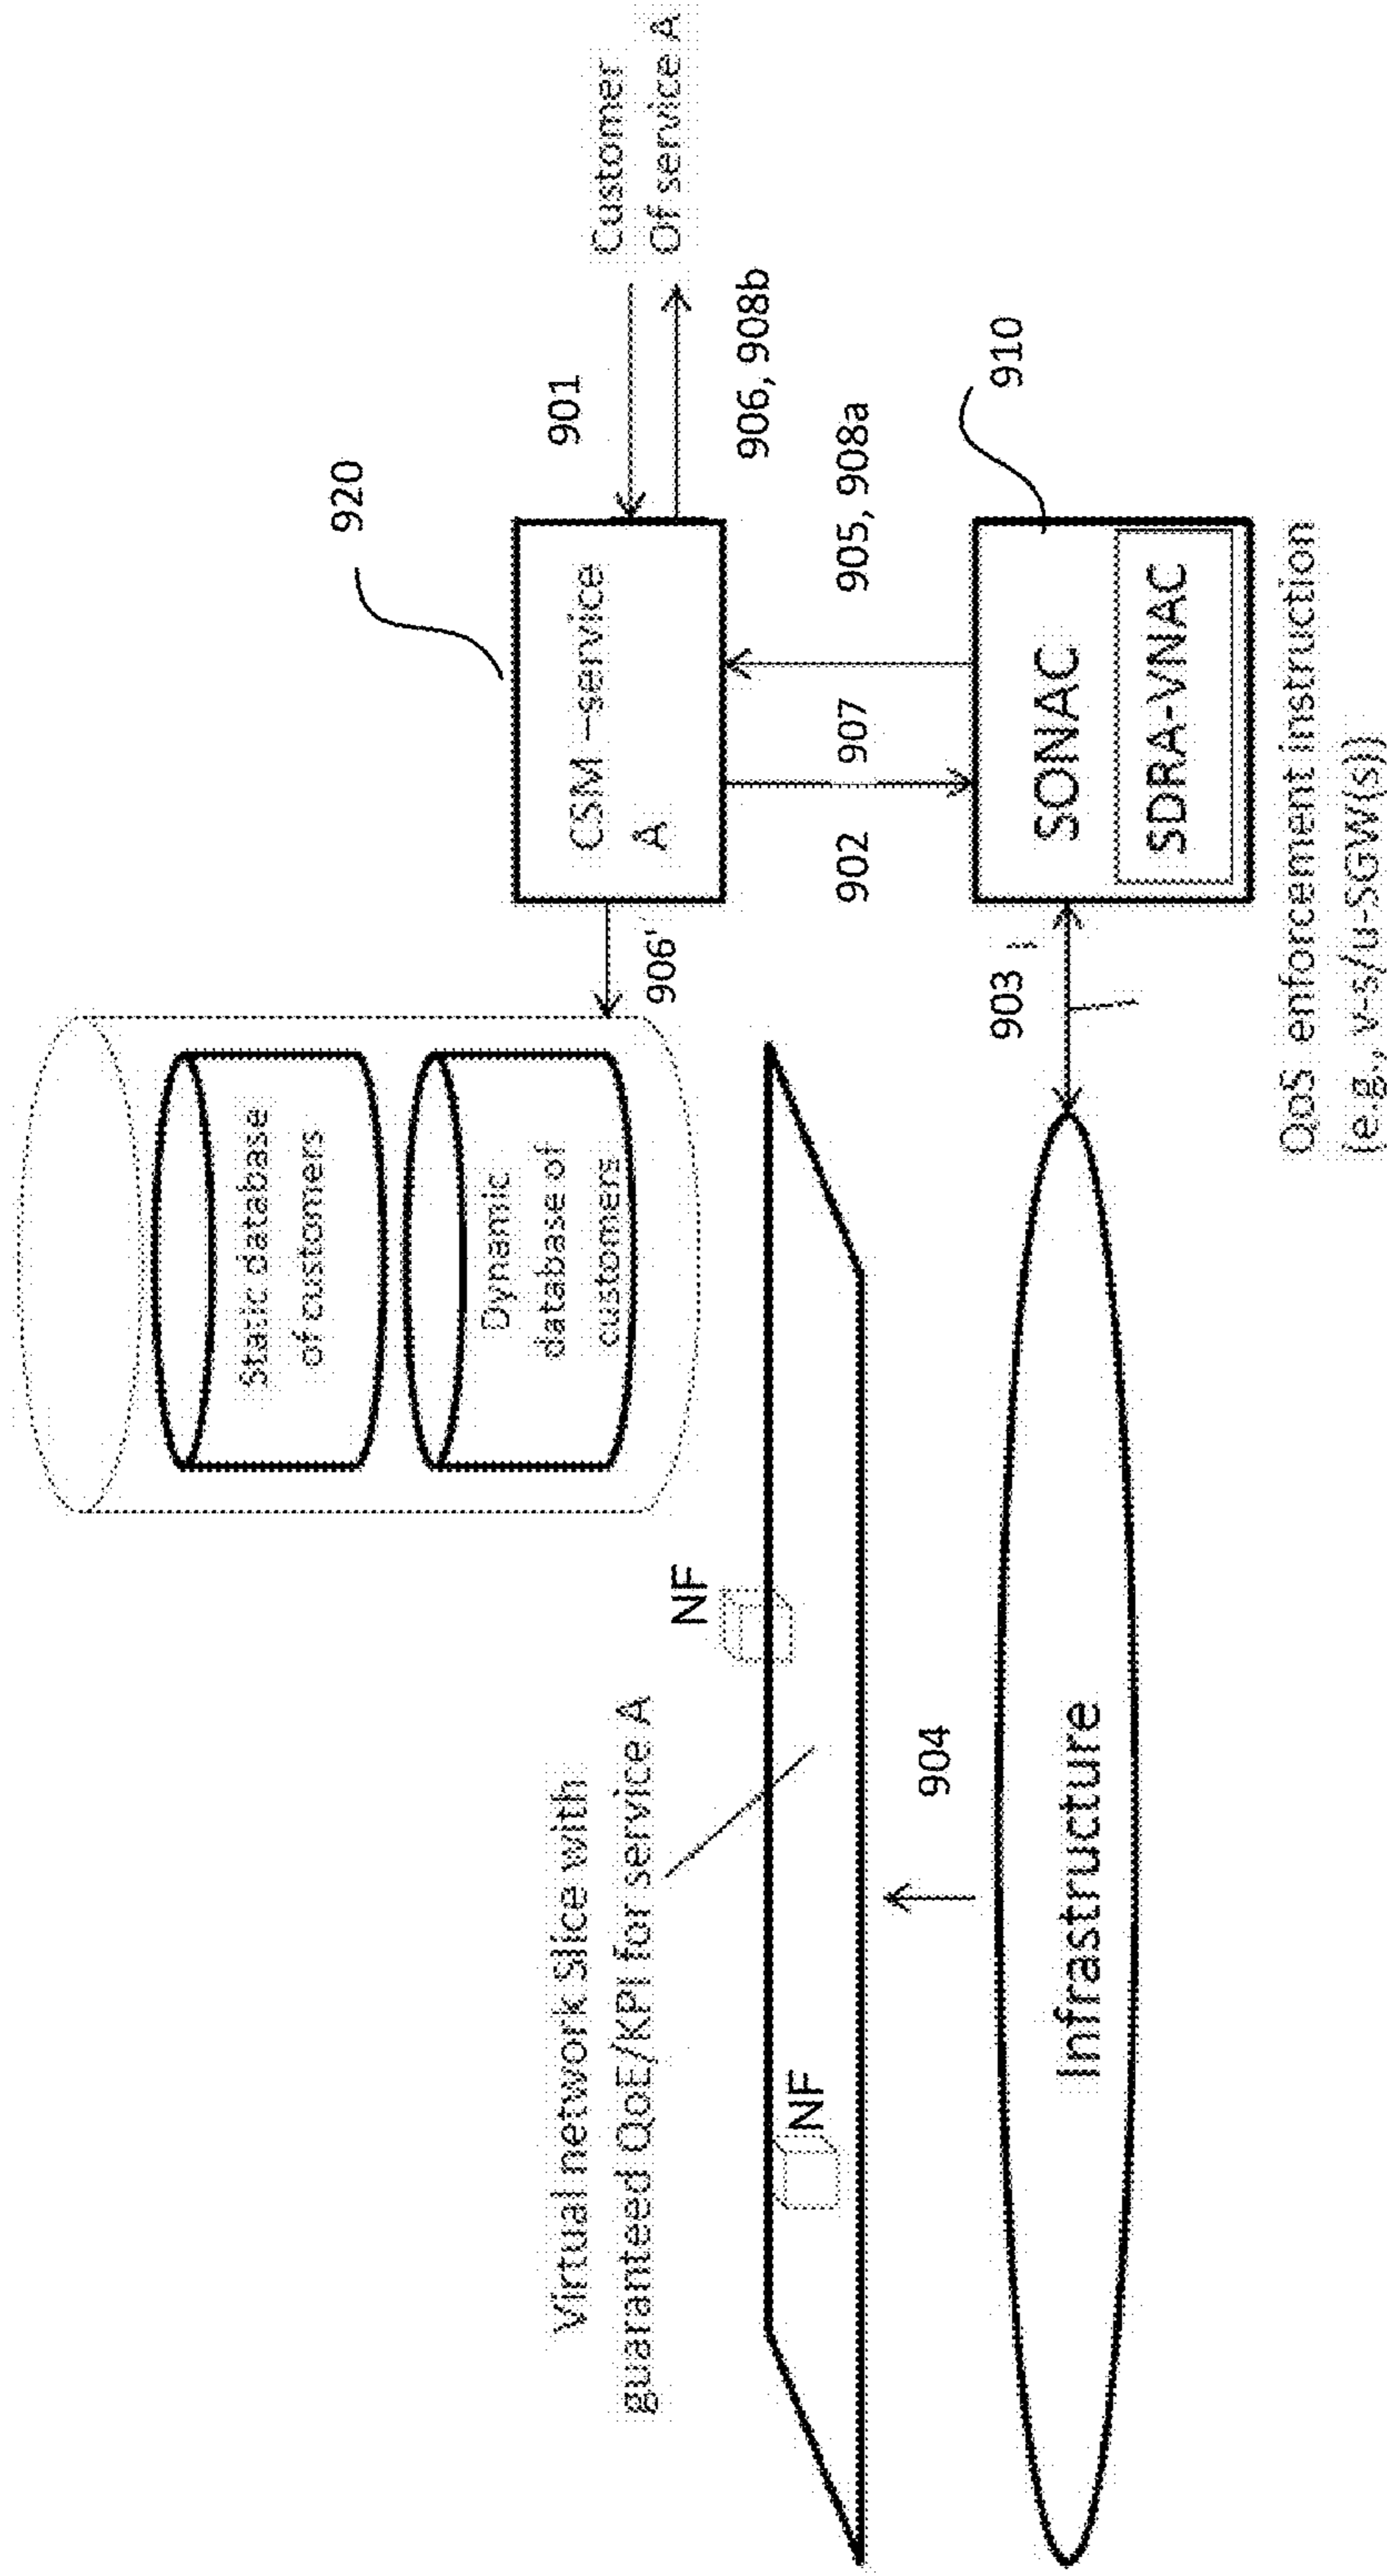 Static database
of customers
Dynamic
database of
customers
906'
920
CSM –service
A
901
Customer
Of service A
906, 908b
902
907
905, 908a
910
SONAC
SDRA-VNAC
903
QoS enforcement instruction
(e.g., v-s/u-SGW(s))
Virtual network Slice with
guaranteed QoE/KPI for service A
NF
NF
904
Infrastructure